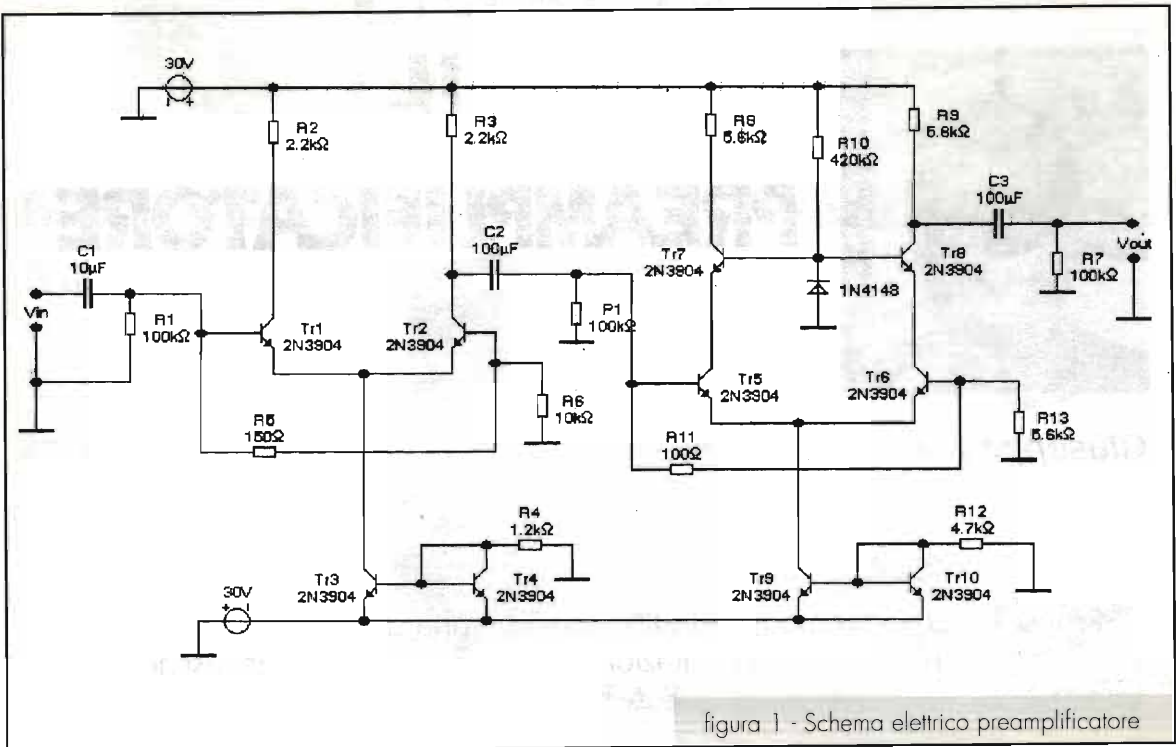 30V
R2
2.2kΩ
R3
2.2kΩ
R8
5.6kΩ
R10
420kΩ
R9
5.6kΩ
C3
100µF
C2
100µF
C1
10µF
Tr7
2N3904
Tr8
2N3904
Vout
R7
100kΩ
1N4148
Vin
R1
100kΩ
Tr1
2N3904
Tr2
2N3904
P1
100kΩ
Tr5
2N3904
Tr6
2N3904
R6
10kΩ
R13
5.6kΩ
R5
150Ω
R11
100Ω
R4
1.2kΩ
R12
4.7kΩ
Tr3
2N3904
Tr4
2N3904
Tr9
2N3904
Tr10
2N3904
30V
figura 1 - Schema elettrico preamplificatore